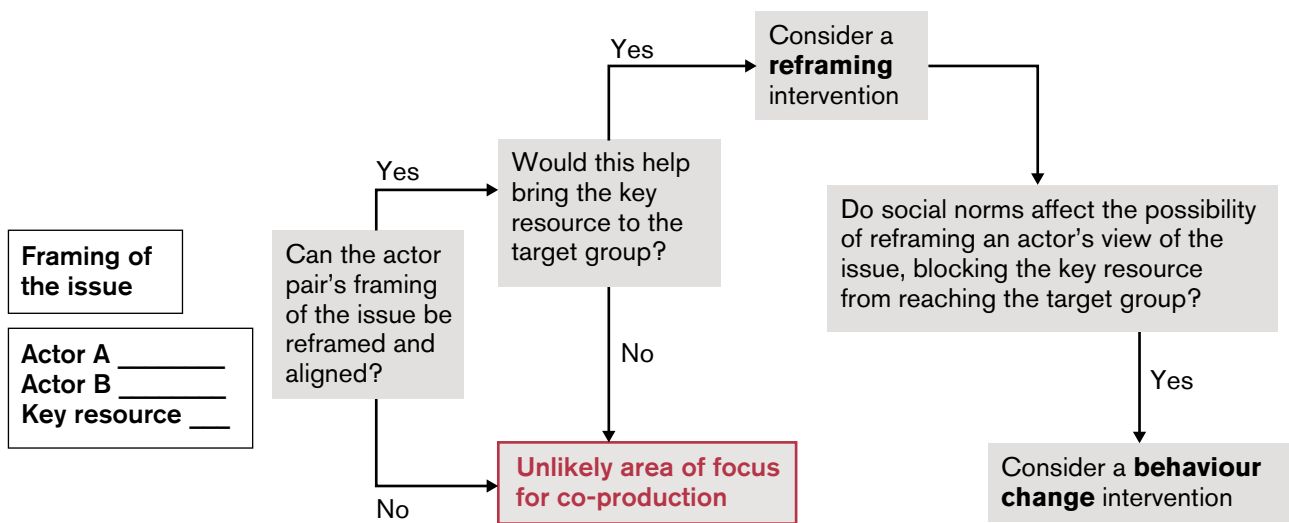 Framing of
the issue
Actor A ________
Actor B ________
Key resource ___
Can the actor
pair's framing
of the issue be
reframed and
aligned?
Yes
No
Would this help
bring the key
resource to the
target group?
Yes
No
Unlikely area of focus
for co-production
Consider a
reframing
intervention
Do social norms affect the possibility
of reframing an actor's view of the
issue, blocking the key resource
from reaching the target group?
Yes
Consider a behaviour
change intervention